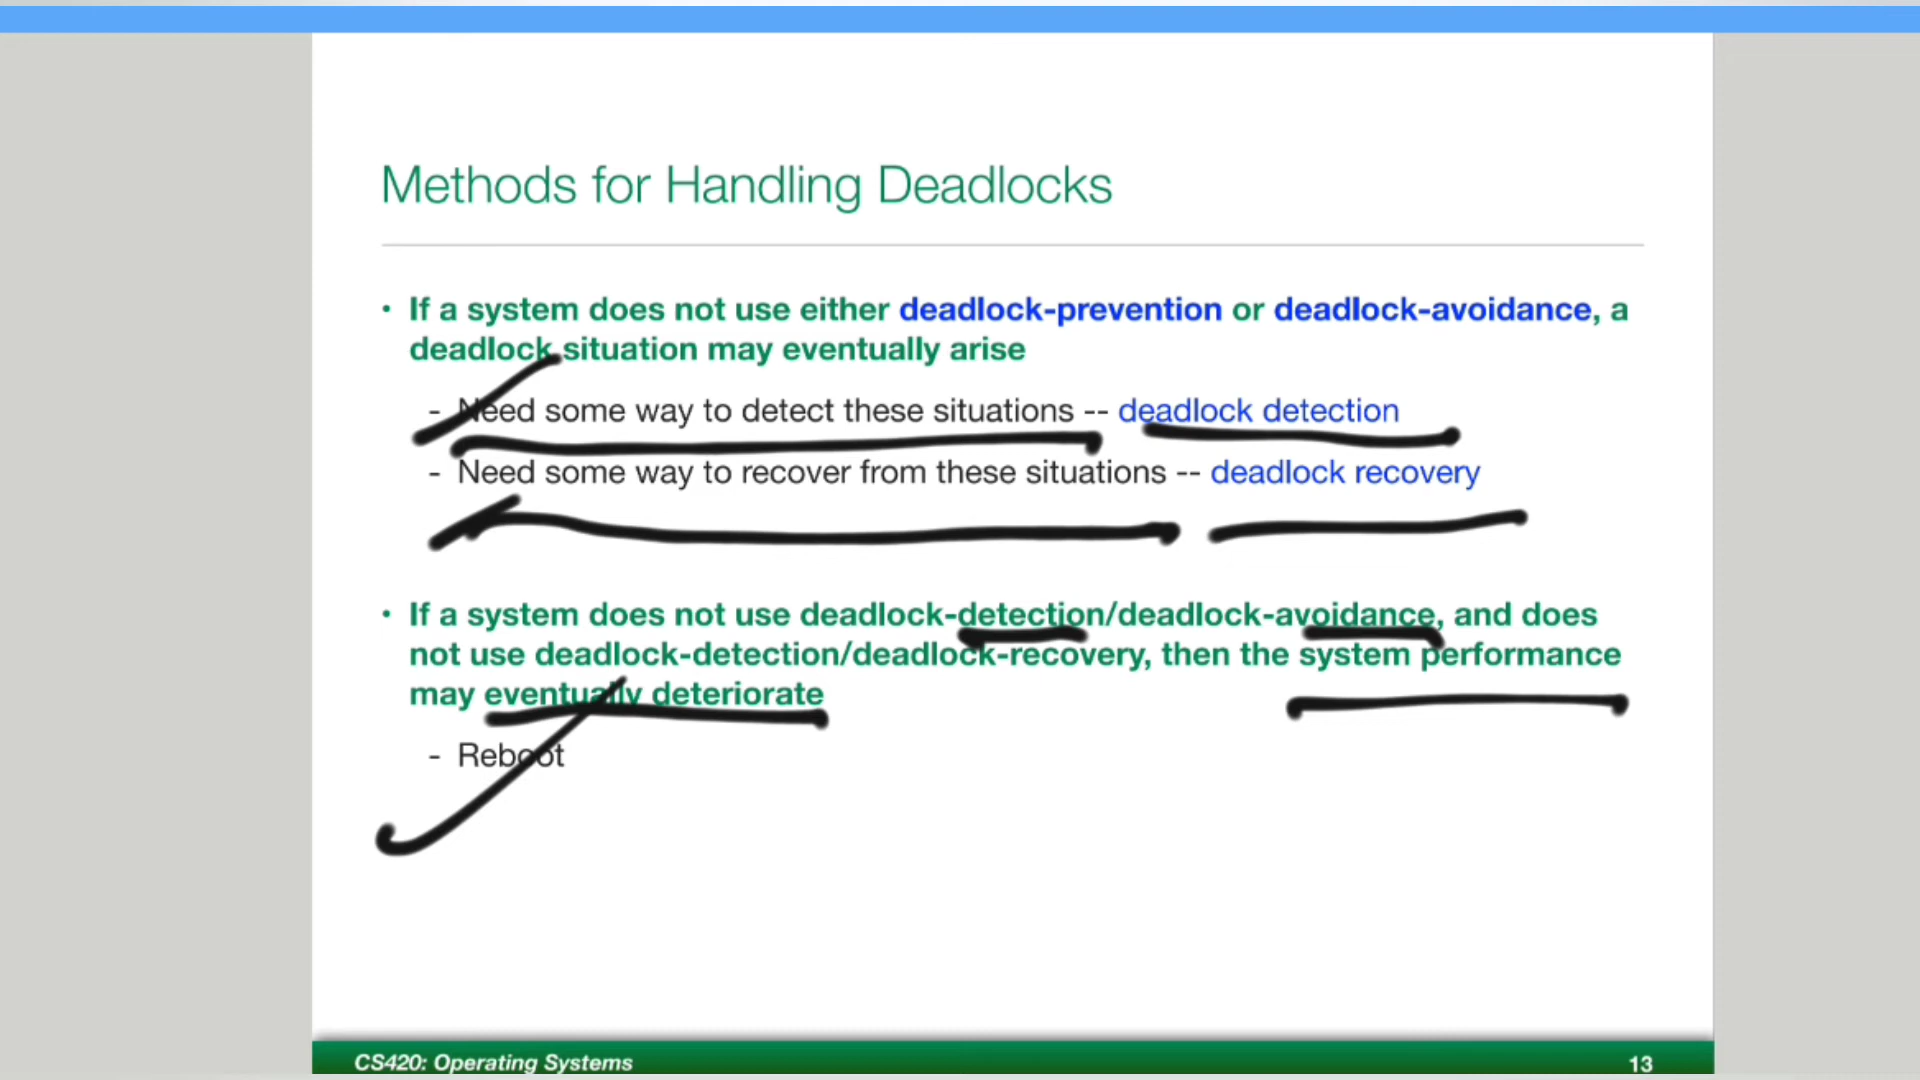 Methods for Handling Deadlocks
• If a system does not use either deadlock-prevention or deadlock-avoidance, a
deadlock situation may eventually arise
- Need some way to detect these situations -- deadlock detection
- Need some way to recover from these situations -- deadlock recovery
• If a system does not use deadlock-detection/deadlock-avoidance, and does
not use deadlock-detection/deadlock-recovery, then the system performance
may eventually deteriorate
- Reboot
CS420: Operating Systems
13